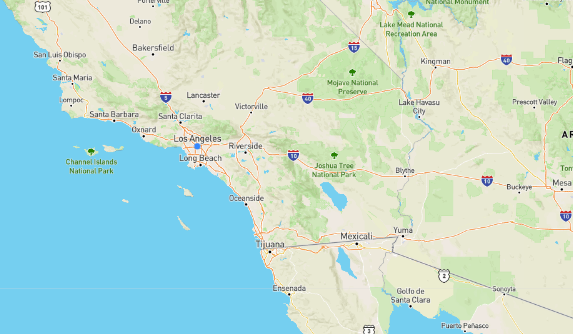 101
Porterville
Delano
National Monument
Lake Mead National
Recreation Area
Bakersfield
San Luis Obispo
15
Kingman
40
Flag
Santa Maria
Mojave National
Preserve
Lompoc
5
Lancaster
40
Lake Havasu
City
Prescott Valley
Santa Barbara
Santa Clarita
Victorville
Oxnard
Los Angeles
AR
Riverside
Long Beach
10
Channel Islands
National Park
Joshua Tree
National Park
Blythe
10
Buckeye
Mesa
Oceanside
10
Tijuana
Mexicali
Yuma
2
Ensenada
Golfo de
Santa Clara
Sonoyta
3
Puerto Peñasco